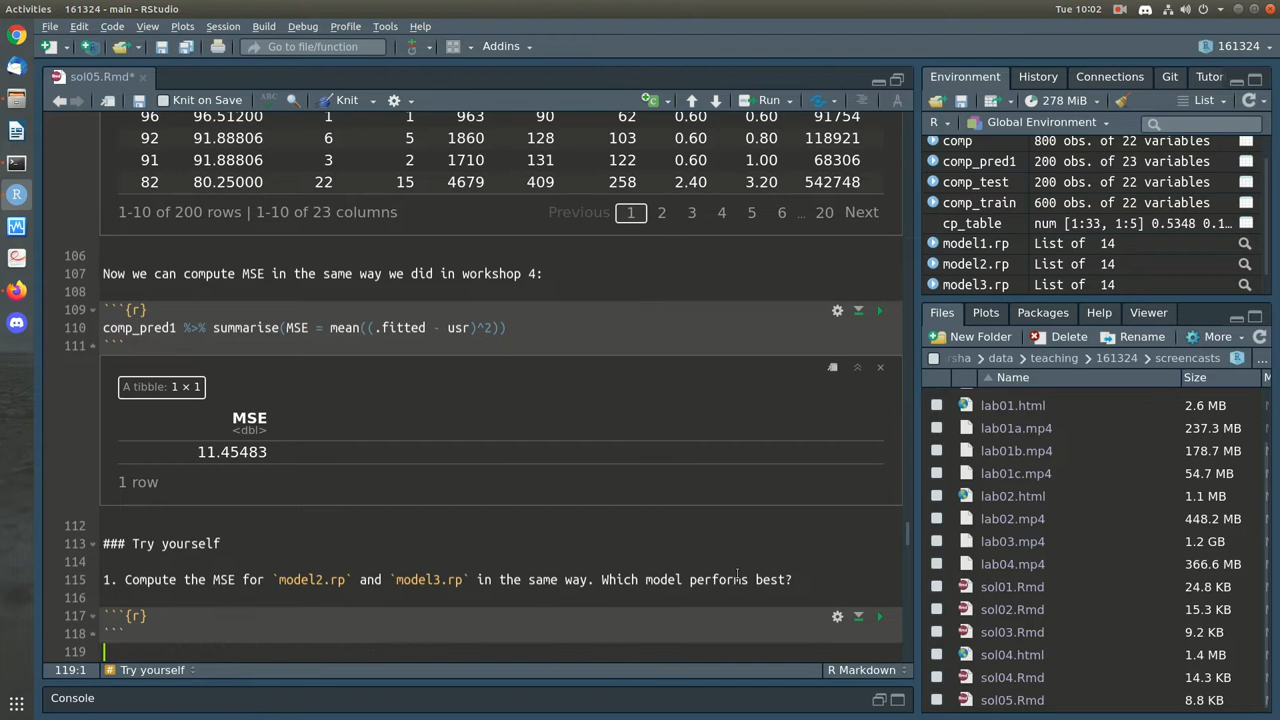 Activities 161324 - main - RStudio Tue 10:02
File Edit Code View Plots Session Build Debug Profile Tools Help
Go to file/function Addins 161324
sol05.Rmd*
Knit on Save Knit Run
96 96.51200 1 1 963 90 62 0.60 0.60 91754
92 91.88806 6 5 1860 128 103 0.60 0.80 118921
91 91.88806 3 3 1710 131 122 0.60 1.00 68306
82 80.25000 22 15 4679 409 258 2.40 3.20 542748
1-10 of 200 rows | 1-10 of 23 columns Previous 1 2 3 4 5 6 ... 20 Next
106
107 Now we can compute MSE in the same way we did in workshop 4:
108
109 ```{r}
110 comp_pred1 %>% summarise(MSE = mean((.fitted - usr)^2))
111 ```
A tibble: 1 × 1
MSE
<dbl>
11.45483
1 row
112
113 ### Try yourself
114
115 1. Compute the MSE for `model2.rp` and `model3.rp` in the same way. Which model performs best?
116
117 ```{r}
118 ```
119
119:1 # Try yourself R Markdown
Console
Environment History Connections Git Tutor
278 MiB List
R Global Environment
comp 800 obs. of 22 variables
comp_pred1 200 obs. of 23 variables
comp_test 200 obs. of 22 variables
comp_train 600 obs. of 22 variables
cp_table num [1:33, 1:5] 0.5348 0.1...
model1.rp List of 14
model2.rp List of 14
model3.rp List of 14
Files Plots Packages Help Viewer
New Folder Delete Rename More
rsha data teaching 161324 screencasts ...
Name Size M
lab01.html 2.6 MB
lab01a.mp4 237.3 MB
lab01b.mp4 178.7 MB
lab01c.mp4 54.7 MB
lab02.html 1.1 MB
lab02.mp4 448.2 MB
lab03.mp4 1.2 GB
lab04.mp4 366.6 MB
sol01.Rmd 24.8 KB
sol02.Rmd 15.3 KB
sol03.Rmd 9.2 KB
sol04.html 1.4 MB
sol04.Rmd 14.3 KB
sol05.Rmd 8.8 KB